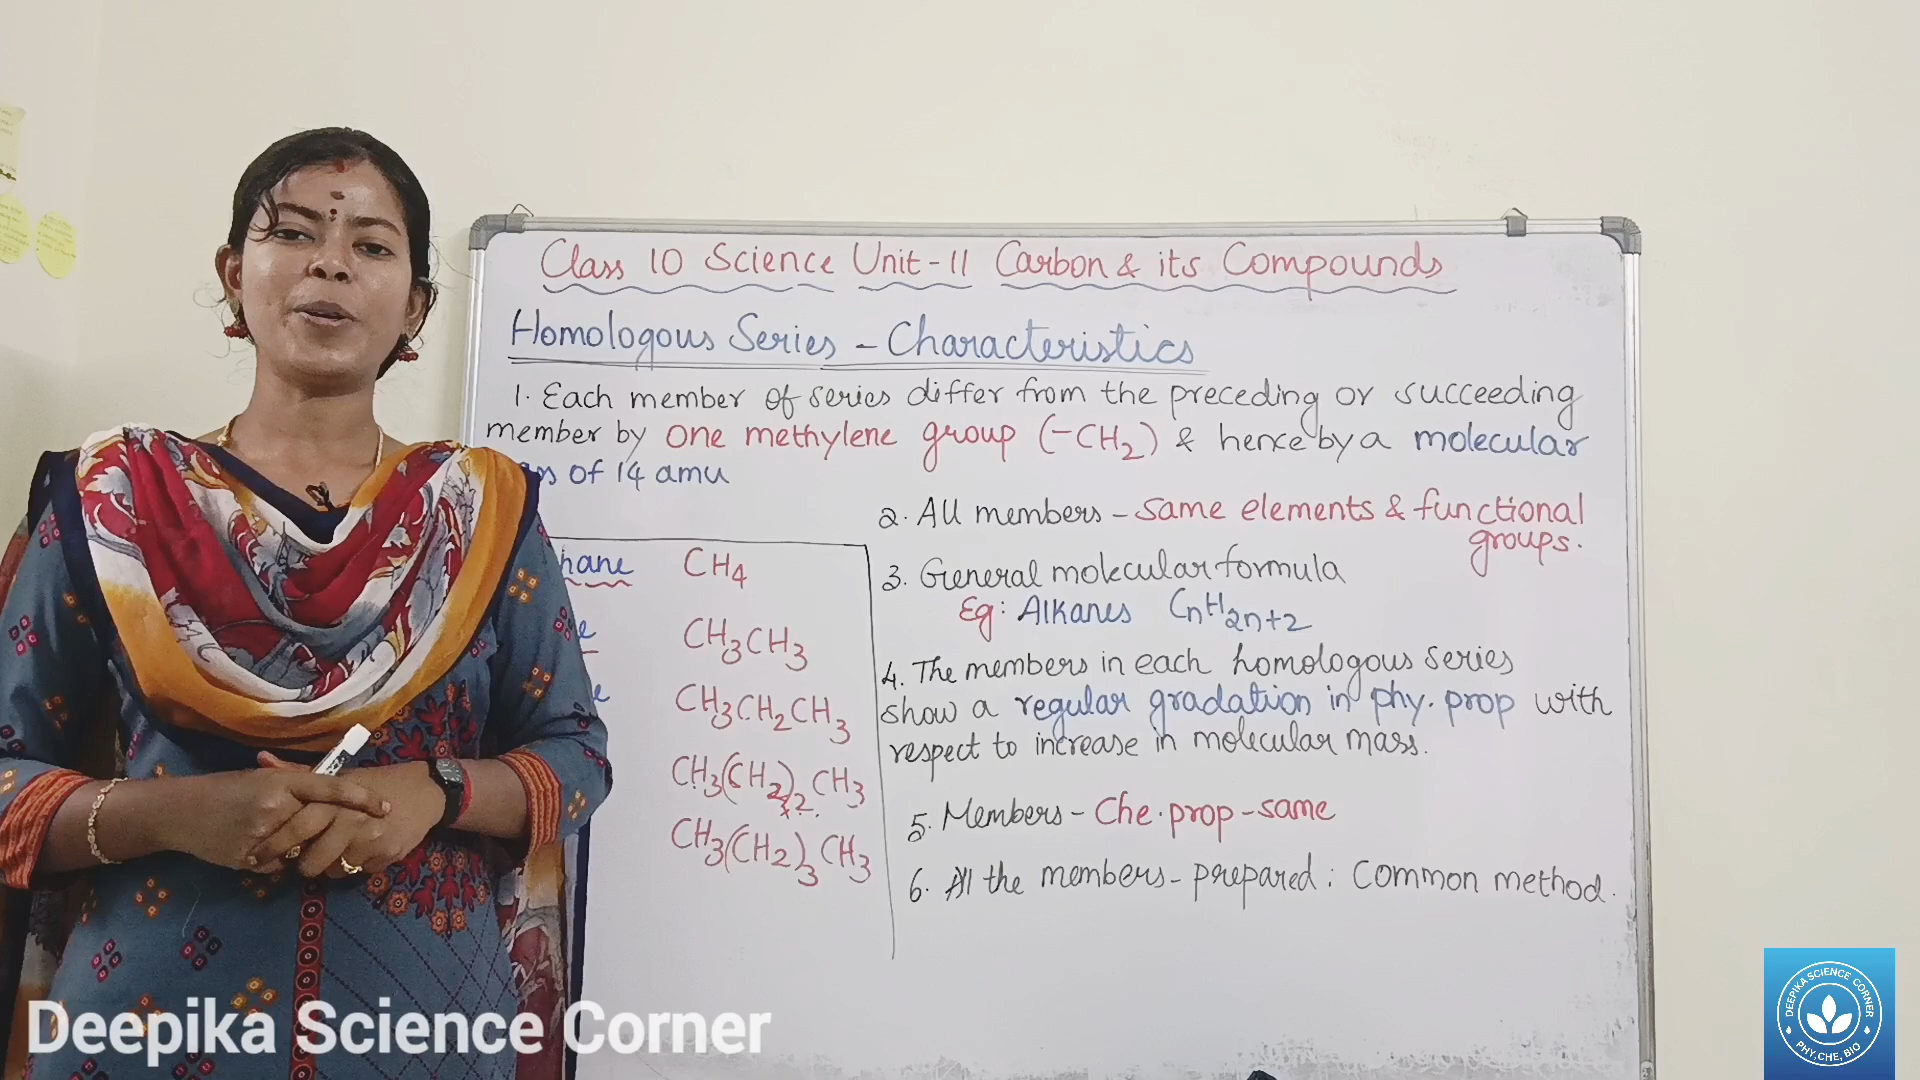 Class 10 Science Unit-11 Carbon & its Compounds
Homologous Series - Characteristics
1. Each member of series differ from the preceding or succeeding
member by one methylene group (-CH2) & hence by a molecular
of 14 amu
2. All members - same elements & functional
groups.
3. General molecular formula
Eg: Alkanes CnH2n+2
4. The members in each homologous series
show a regular gradation in phy. prop with
respect to increase in molecular mass.
5. Members - Che. prop - same
6. All the members - prepared: Common method.
CH4
CH3CH3
CH3CH2CH3
CH3(CH2)2CH3
CH3(CH2)3CH3
Deepika Science Corner
DEEPIKA SCIENCE CORNER
PHY, CHE, BIO